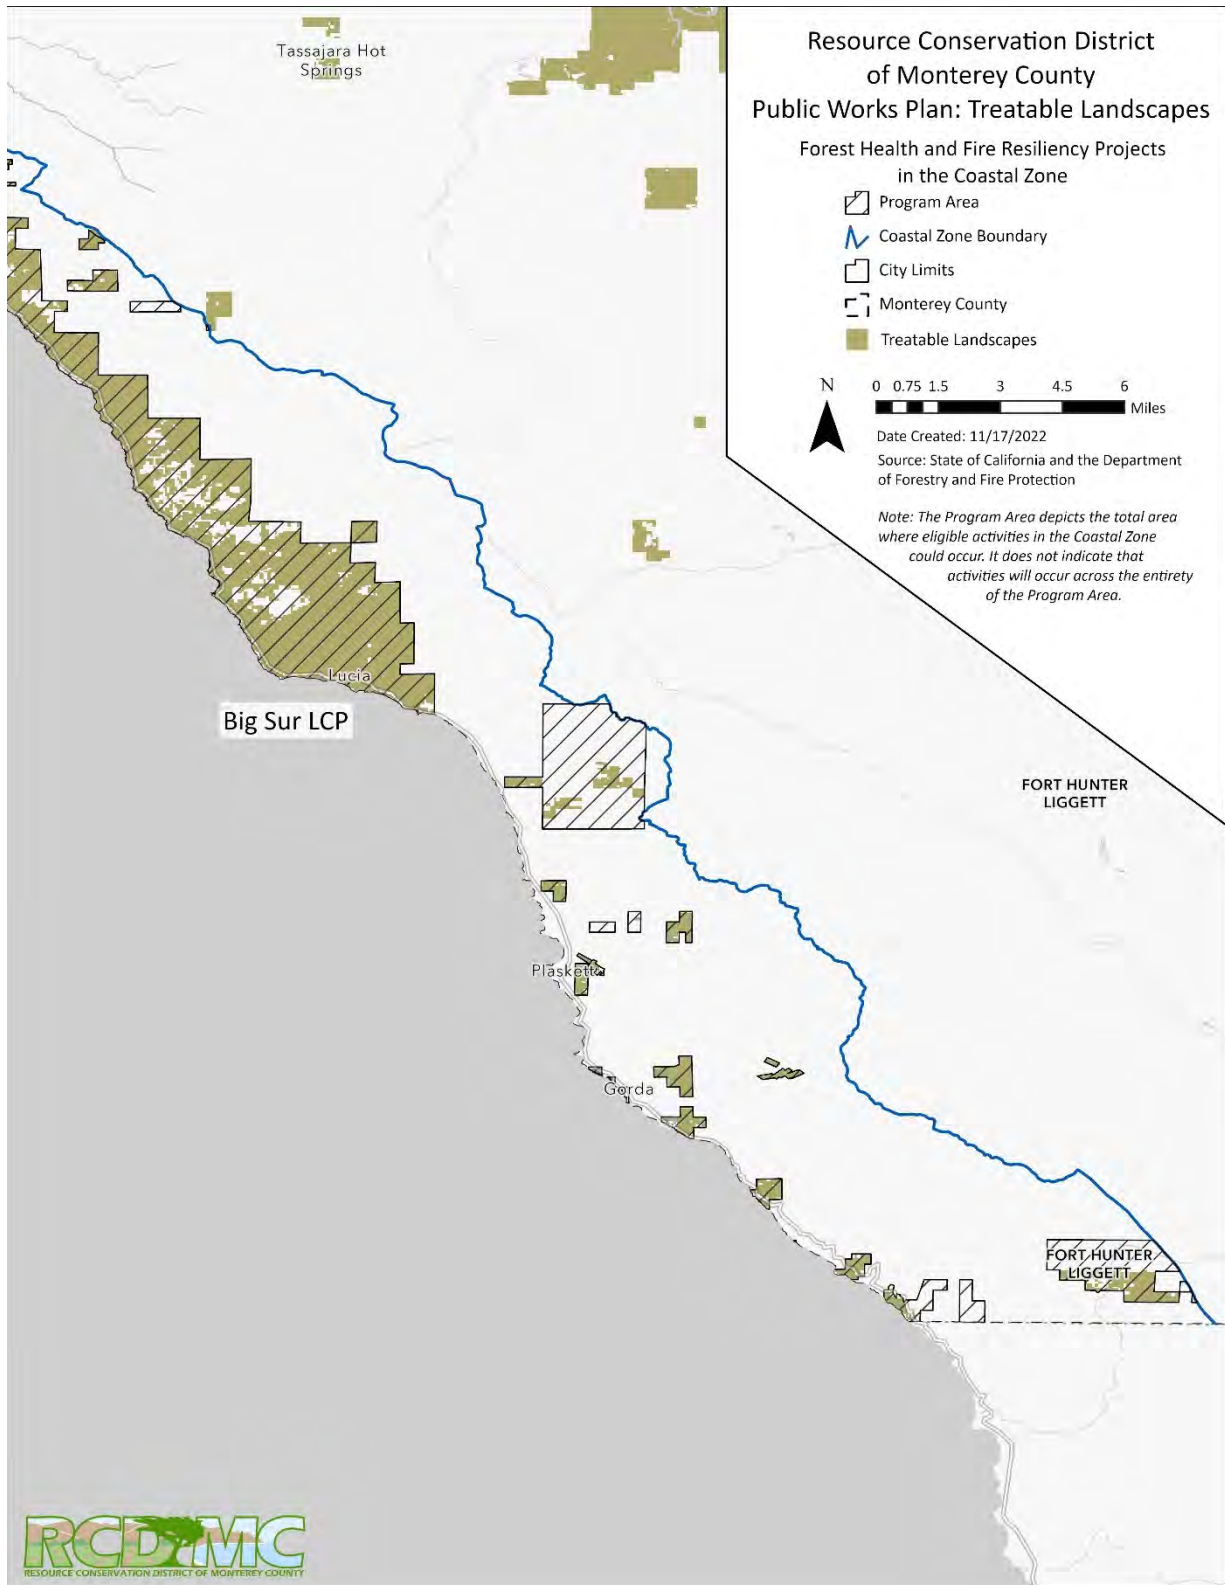 Resource Conservation District
of Monterey County
Public Works Plan: Treatable Landscapes
Forest Health and Fire Resiliency Projects
in the Coastal Zone
Program Area
Coastal Zone Boundary
City Limits
Monterey County
Treatable Landscapes
N
0 0.75 1.5 3 4.5 6
Miles
Date Created: 11/17/2022
Source: State of California and the Department
of Forestry and Fire Protection
Note: The Program Area depicts the total area
where eligible activities in the Coastal Zone
could occur. It does not indicate that
activities will occur across the entirety
of the Program Area.
Tassajara Hot
Springs
Lucia
Big Sur LCP
FORT HUNTER
LIGGETT
Plaskett
Gorda
FORT HUNTER
LIGGETT
RCD MC
RESOURCE CONSERVATION DISTRICT OF MONTEREY COUNTY